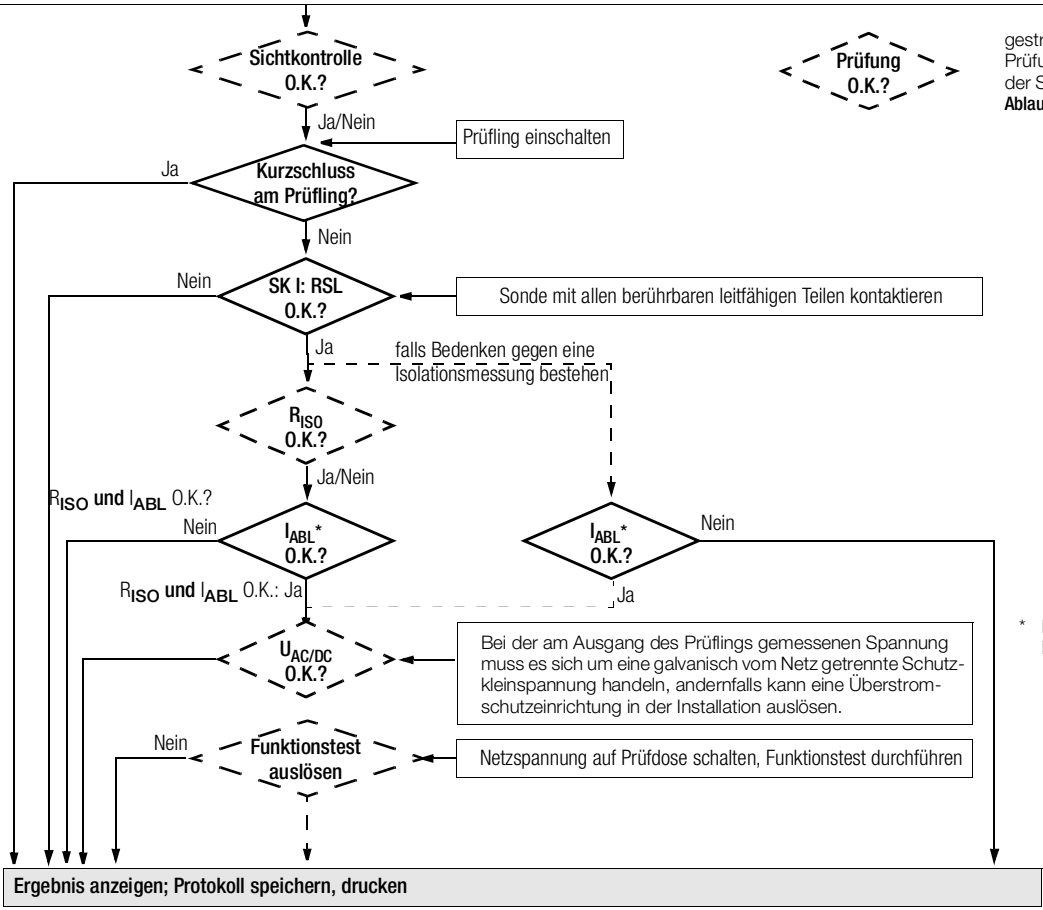 Sichtkontrolle
O.K.?
Prüfung
O.K.?
Prüfu
der S
Ablau
Ja/Nein
Prüfling einschalten
Ja
Kurzschluss
am Prüfling?
Nein
Nein
SK I: RSL
O.K.?
Sonde mit allen berührbaren leitfähigen Teilen kontaktieren
Ja
falls Bedenken gegen eine
Isolationsmessung bestehen
RISO
O.K.?
Ja/Nein
RISO und IABL O.K.?
Nein
IABL*
O.K.?
IABL*
O.K.?
Nein
RISO und IABL O.K.: Ja
Ja
UAC/DC
O.K.?
Bei der am Ausgang des Prüflings gemessenen Spannung
muss es sich um eine galvanisch vom Netz getrennte Schutz-
kleinspannung handeln, andernfalls kann eine Überstrom-
schutzeinrichtung in der Installation auslösen.
*
Nein
Funktionstest
auslösen
Netzspannung auf Prüfdose schalten, Funktionstest durchführen
Ergebnis anzeigen; Protokoll speichern, drucken